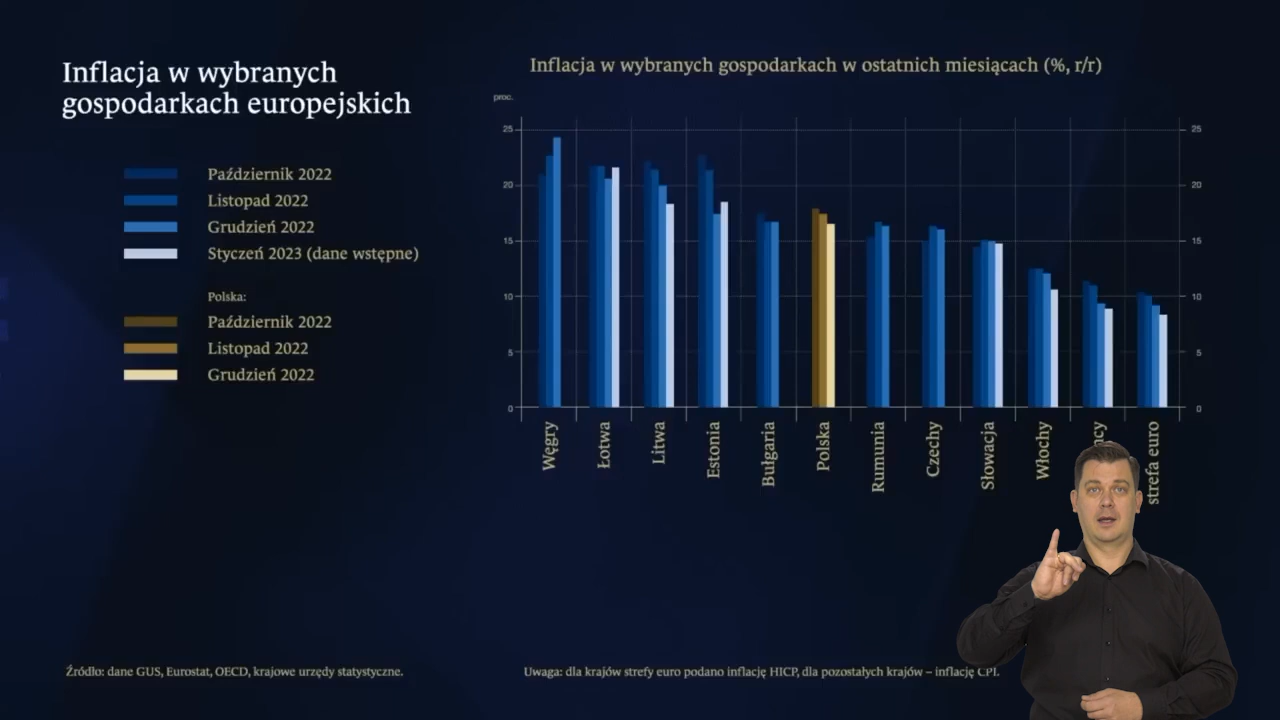 Inflacja w wybranych
gospodarkach europejskich
Październik 2022
Listopad 2022
Grudzień 2022
Styczeń 2023 (dane wstępne)
Polska:
Październik 2022
Listopad 2022
Grudzień 2022
Inflacja w wybranych gospodarkach w ostatnich miesiącach (%, r/r)
proc.
25
20
15
10
5
0
25
20
15
10
5
0
Węgry
Łotwa
Litwa
Estonia
Bułgaria
Polska
Rumunia
Czechy
Słowacja
Włochy
strefa euro
Źródło: dane GUS, Eurostat, OECD, krajowe urzędy statystyczne.
Uwaga: dla krajów strefy euro podano inflację HICP, dla pozostałych krajów – inflację CPI.